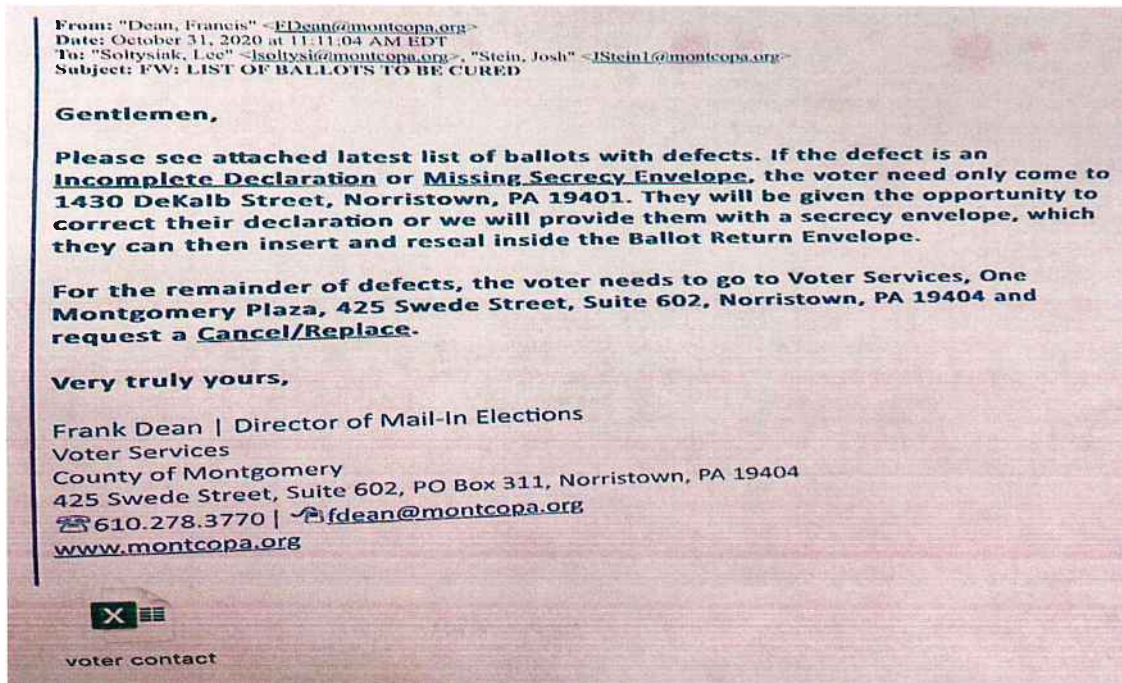 From: "Dean, Francis" <FDean@montcopa.org>
Date: October 31, 2020 at 11:11:04 AM EDT
To: "Soltysiak, Lee" <lsoltysi@montcopa.org>, "Stein, Josh" <JStein1@montcopa.org>
Subject: FW: LIST OF BALLOTS TO BE CURED
Gentlemen,
Please see attached latest list of ballots with defects. If the defect is an
Incomplete Declaration or Missing Secrecy Envelope, the voter need only come to
1430 DeKalb Street, Norristown, PA 19401. They will be given the opportunity to
correct their declaration or we will provide them with a secrecy envelope, which
they can then insert and reseal inside the Ballot Return Envelope.
For the remainder of defects, the voter needs to go to Voter Services, One
Montgomery Plaza, 425 Swede Street, Suite 602, Norristown, PA 19404 and
request a Cancel/Replace.
Very truly yours,
Frank Dean | Director of Mail-In Elections
Voter Services
County of Montgomery
425 Swede Street, Suite 602, PO Box 311, Norristown, PA 19404
☎610.278.3770 | fdean@montcopa.org
www.montcopa.org
X
voter contact